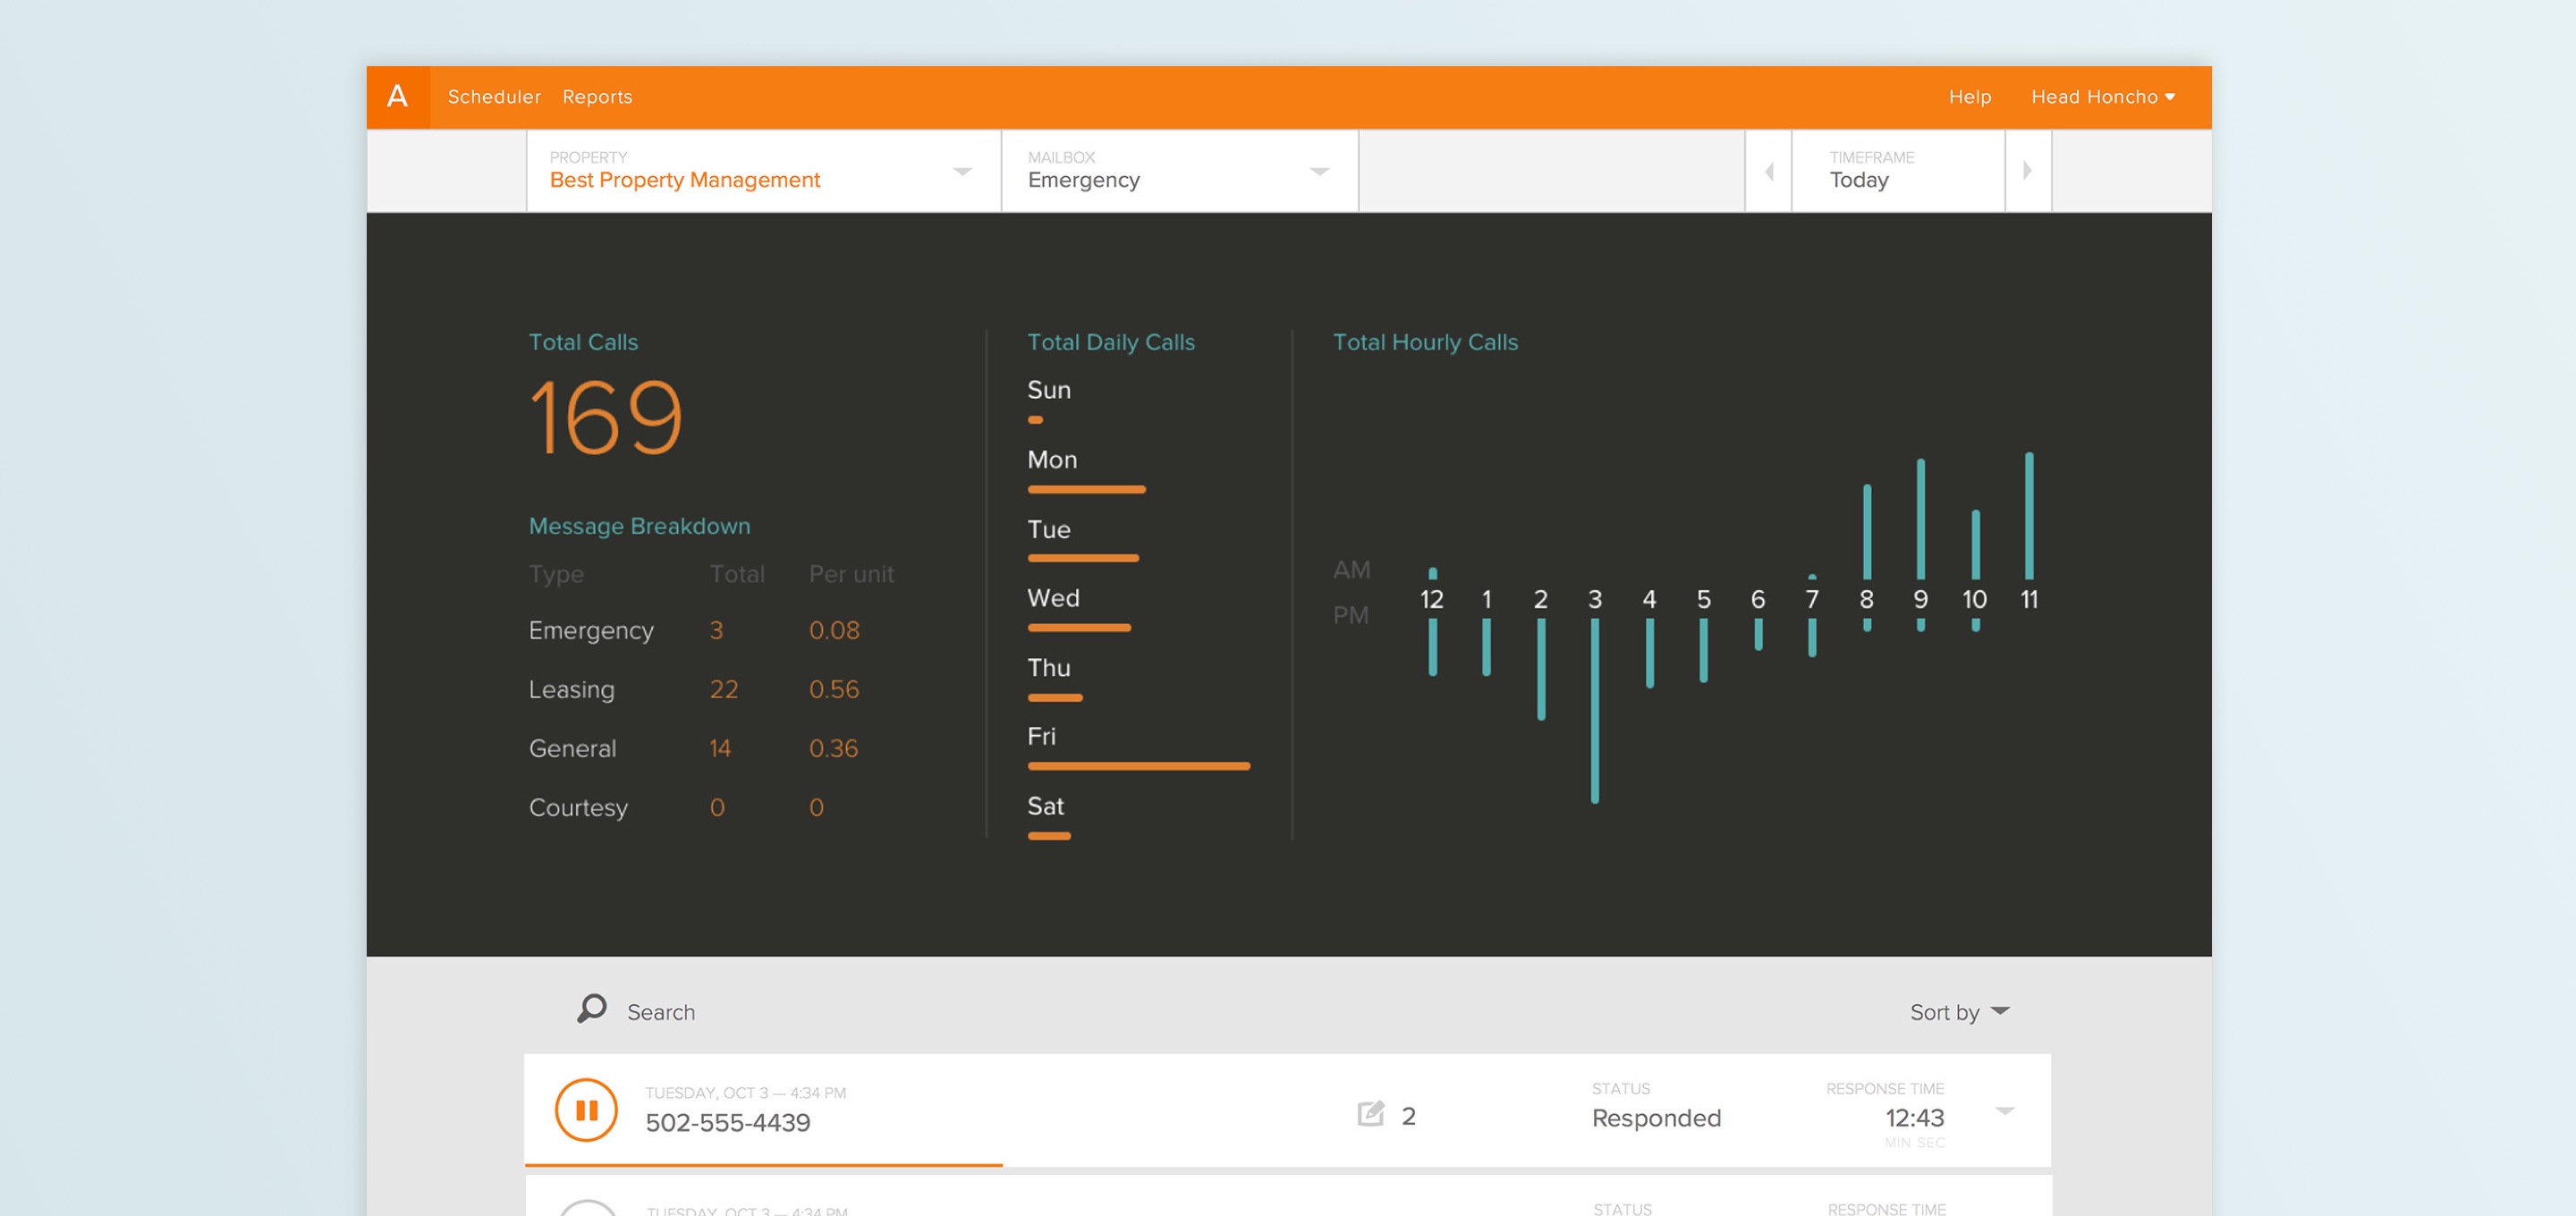 A Scheduler Reports Help Head Honcho
PROPERTY
Best Property Management
MAILBOX
Emergency
TIMEFRAME
Today
Total Calls
169
Message Breakdown
Type Total Per unit
Emergency 3 0.08
Leasing 22 0.56
General 14 0.36
Courtesy 0 0
Total Daily Calls
Sun
Mon
Tue
Wed
Thu
Fri
Sat
Total Hourly Calls
AM
12 1 2 3 4 5 6 7 8 9 10 11
PM
Search Sort by
TUESDAY, OCT 3 — 4:34 PM
502-555-4439
2
STATUS
Responded
RESPONSE TIME
12:43
MIN SEC
TUESDAY, OCT 3 — 4:34 PM
STATUS
RESPONSE TIME